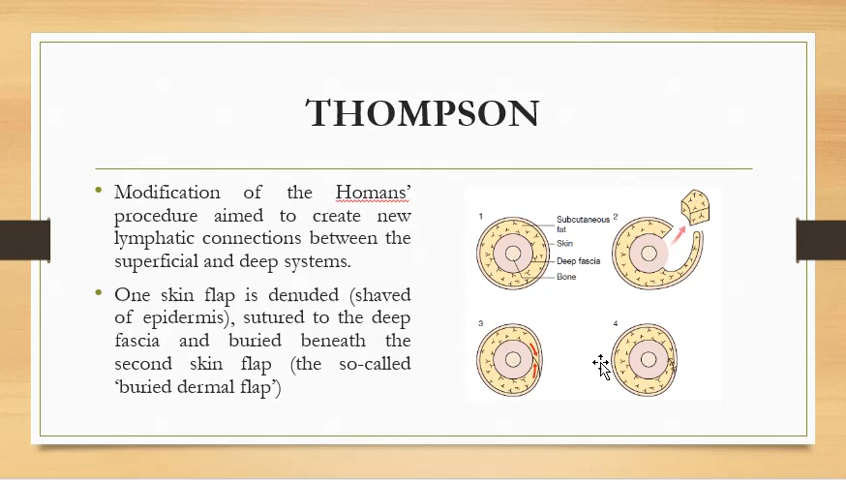 THOMPSON
• Modification of the Homans’
procedure aimed to create new
lymphatic connections between the
superficial and deep systems.
• One skin flap is denuded (shaved
of epidermis), sutured to the deep
fascia and buried beneath the
second skin flap (the so-called
‘buried dermal flap’)
1
Subcutaneous
fat
Skin
Deep fascia
Bone
2
3
4